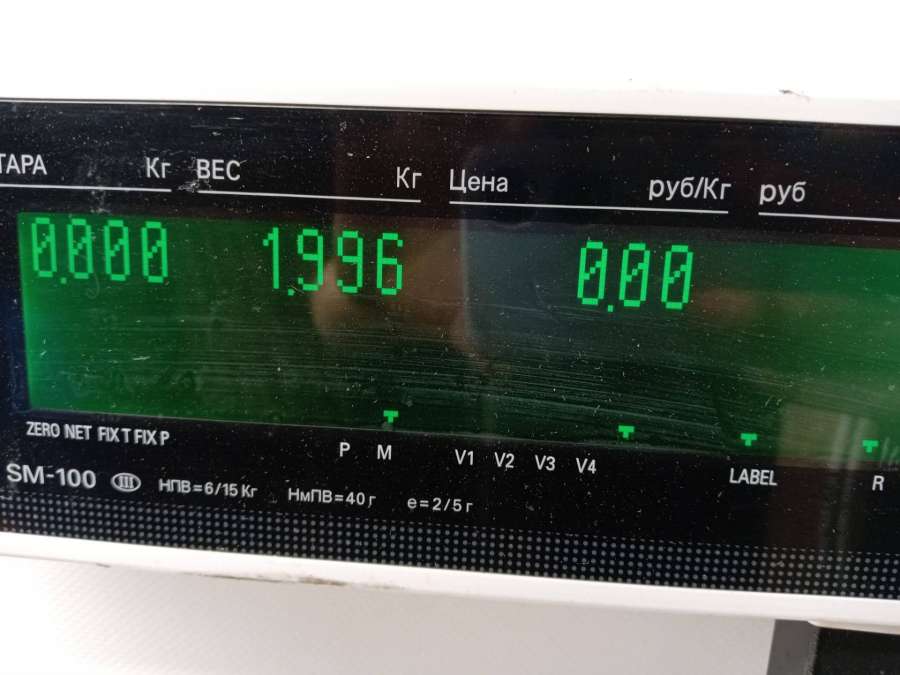 ТАРА Кг ВЕС Кг Цена руб/Кг руб
0.000 1.996 0.00
ZERO NET FIX T FIX P P M V1 V2 V3 V4 LABEL R
SM-100 III НПВ=6/15 Кг НмПВ=40 г e=2/5 г